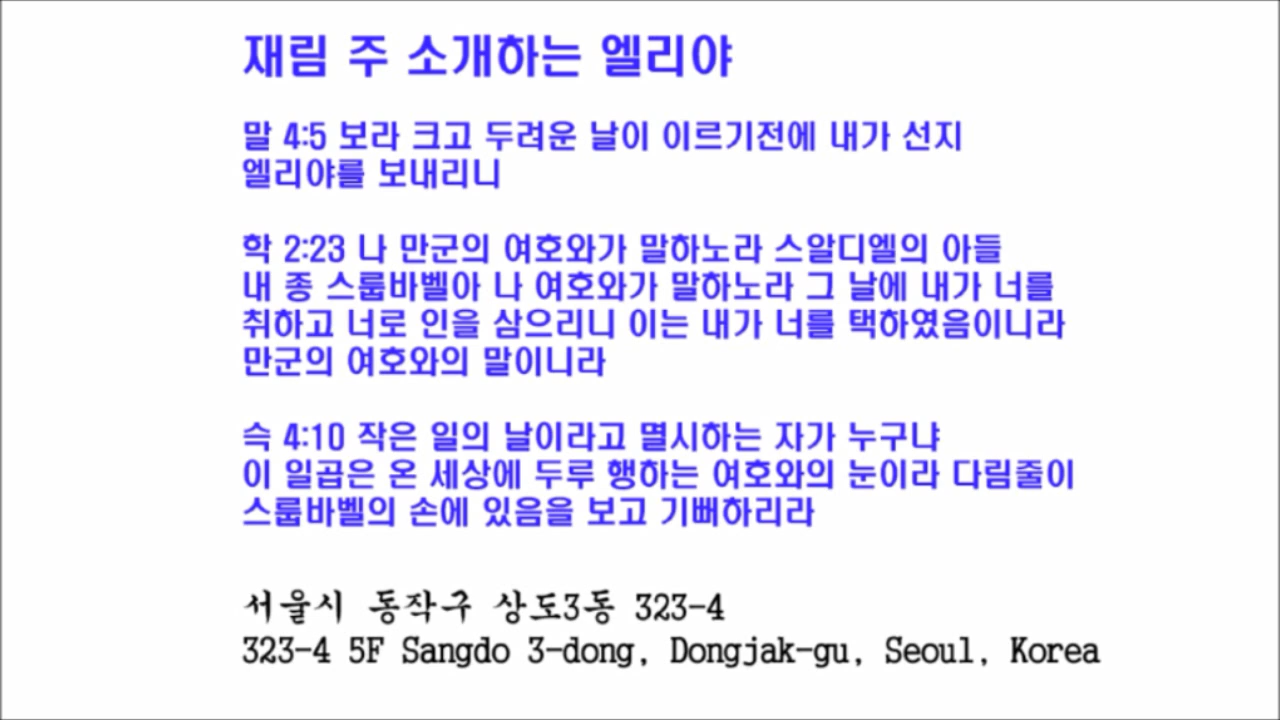 재림 주 소개하는 엘리야
말 4:5 보라 크고 두려운 날이 이르기전에 내가 선지
엘리야를 보내리니
학 2:23 나 만군의 여호와가 말하노라 스알디엘의 아들
내 종 스룹바벨아 나 여호와가 말하노라 그 날에 내가 너를
취하고 너로 인을 삼으리니 이는 내가 너를 택하였음이니라
만군의 여호와의 말이니라
슥 4:10 작은 일의 날이라고 멸시하는 자가 누구냐
이 일곱은 온 세상에 두루 행하는 여호와의 눈이라 다림줄이
스룹바벨의 손에 있음을 보고 기뻐하리라
서울시 동작구 상도3동 323-4
323-4 5F Sangdo 3-dong, Dongjak-gu, Seoul, Korea